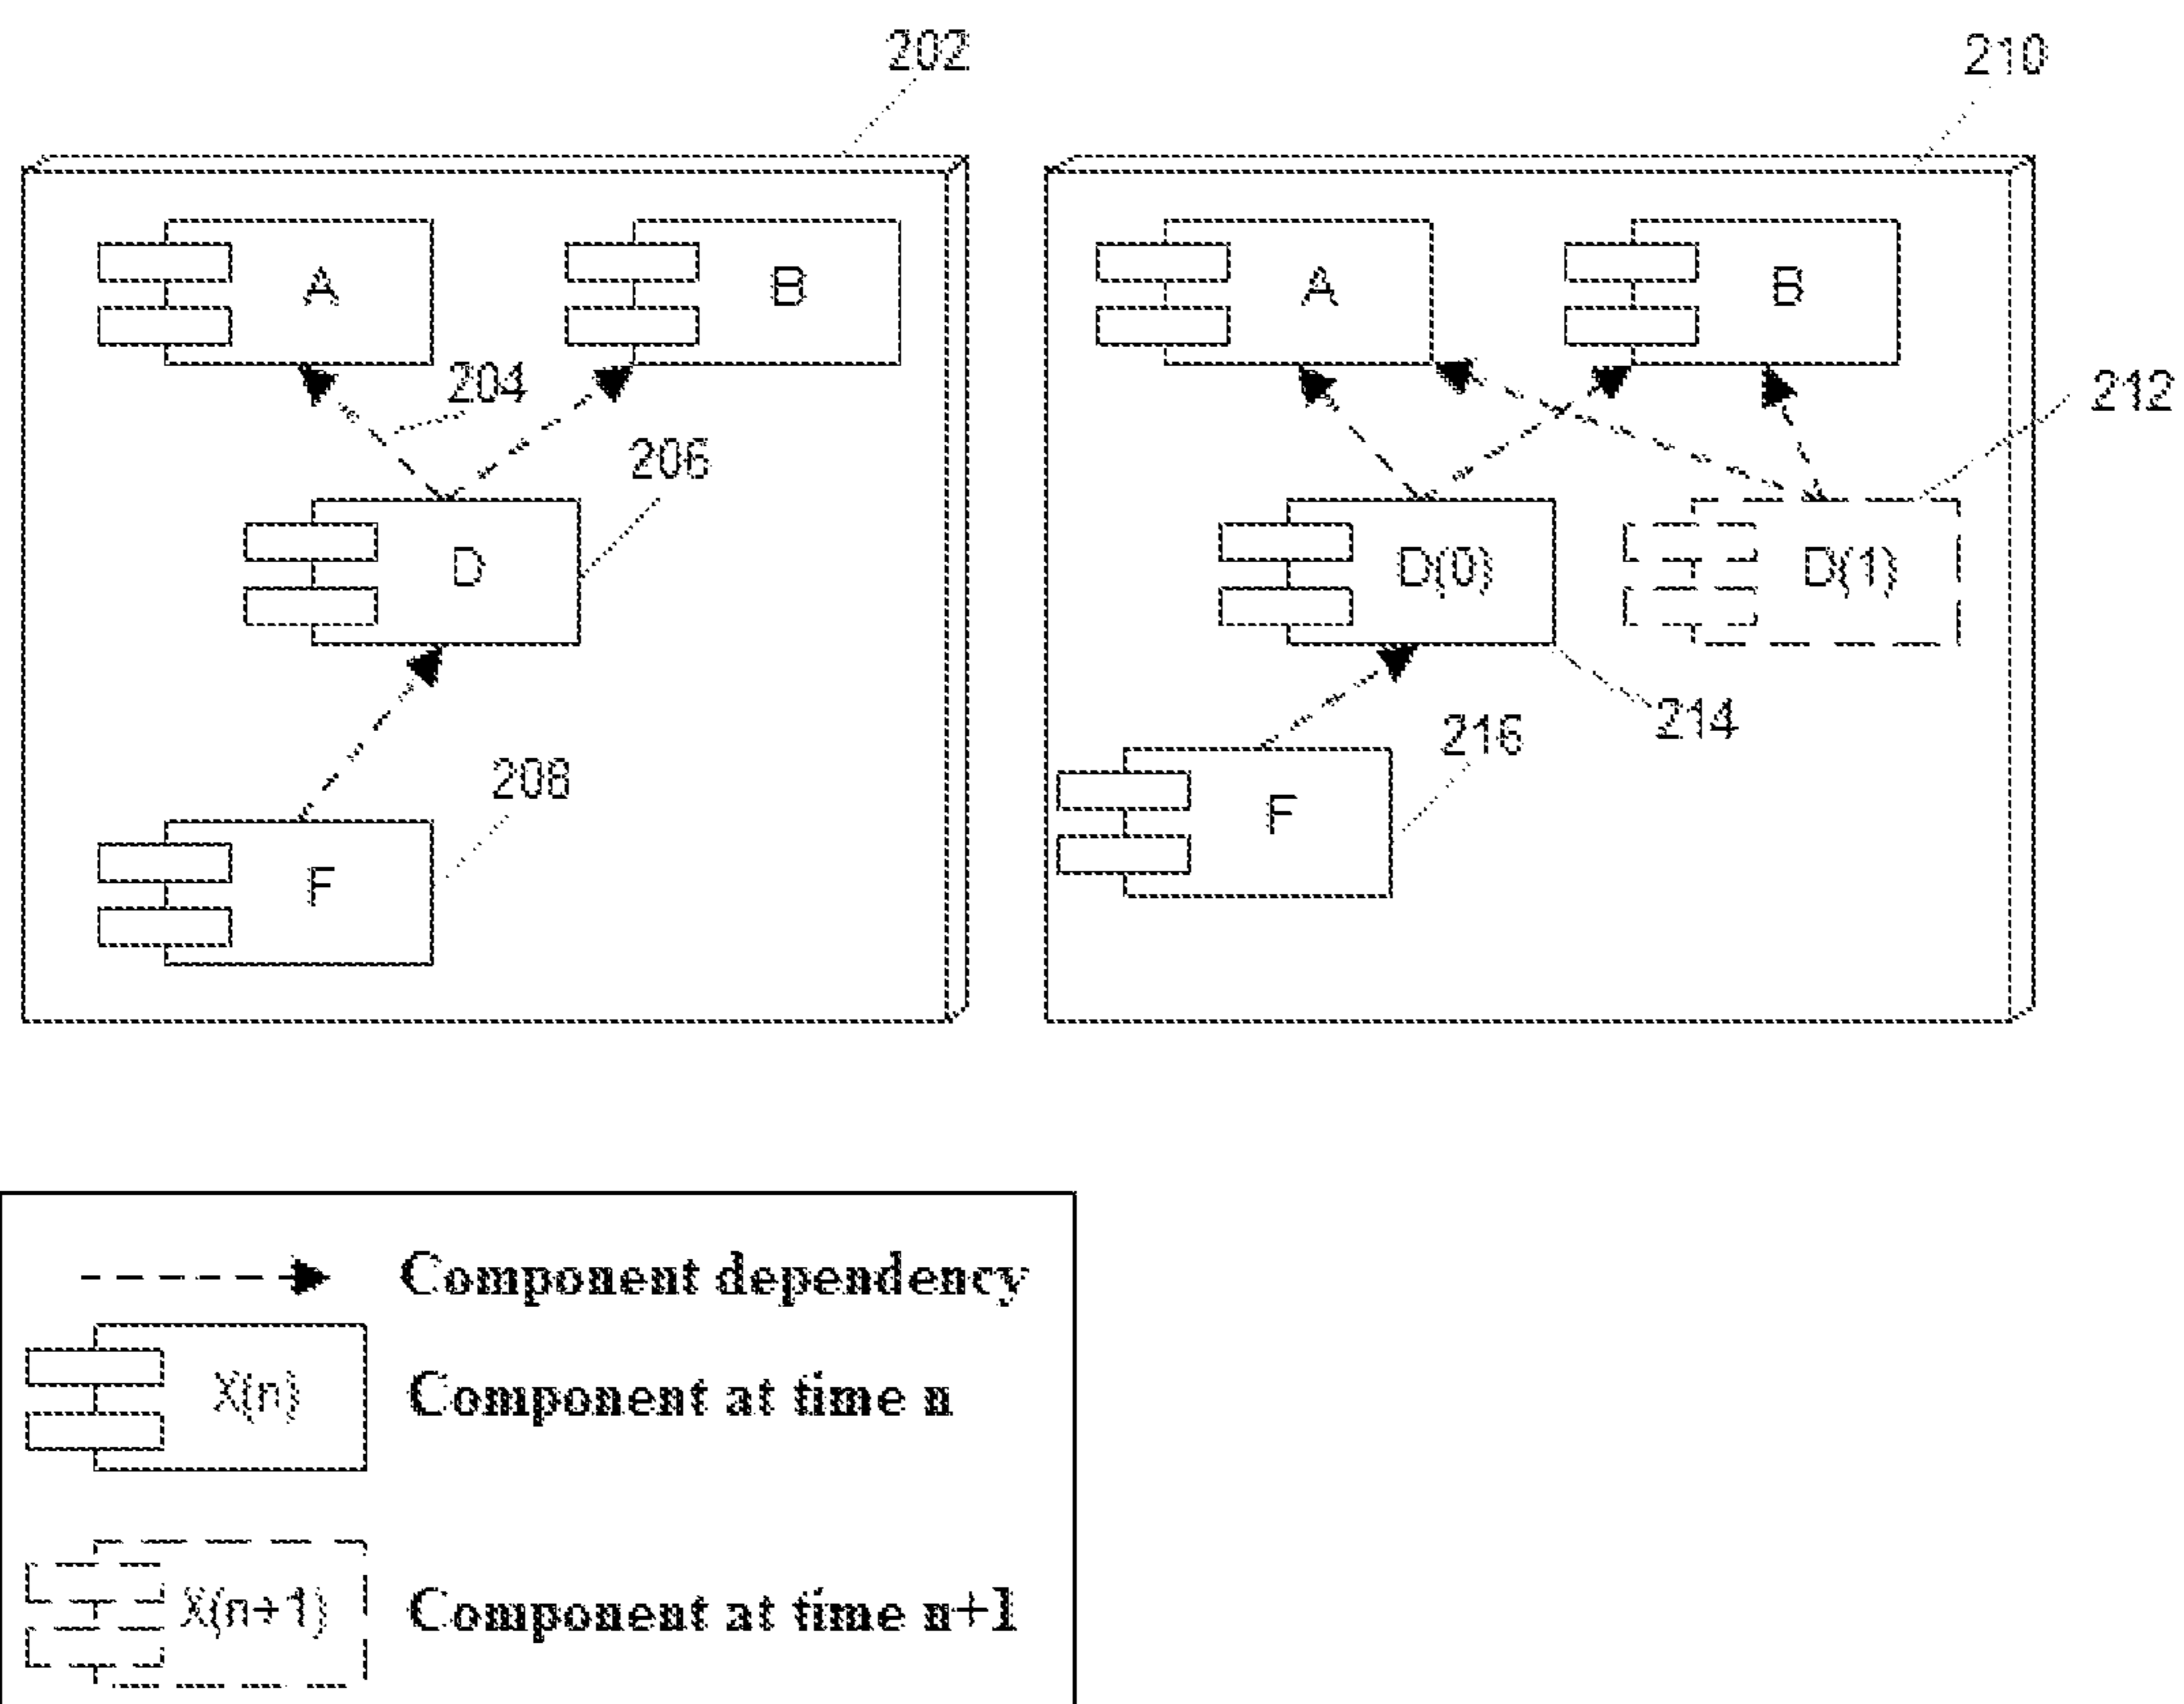 202
210
A
B
A
B
204
206
212
D
D(0)
D(1)
208
216
214
F
F
Component dependency
X(n)
Component at time n
X(n+1)
Component at time n+1